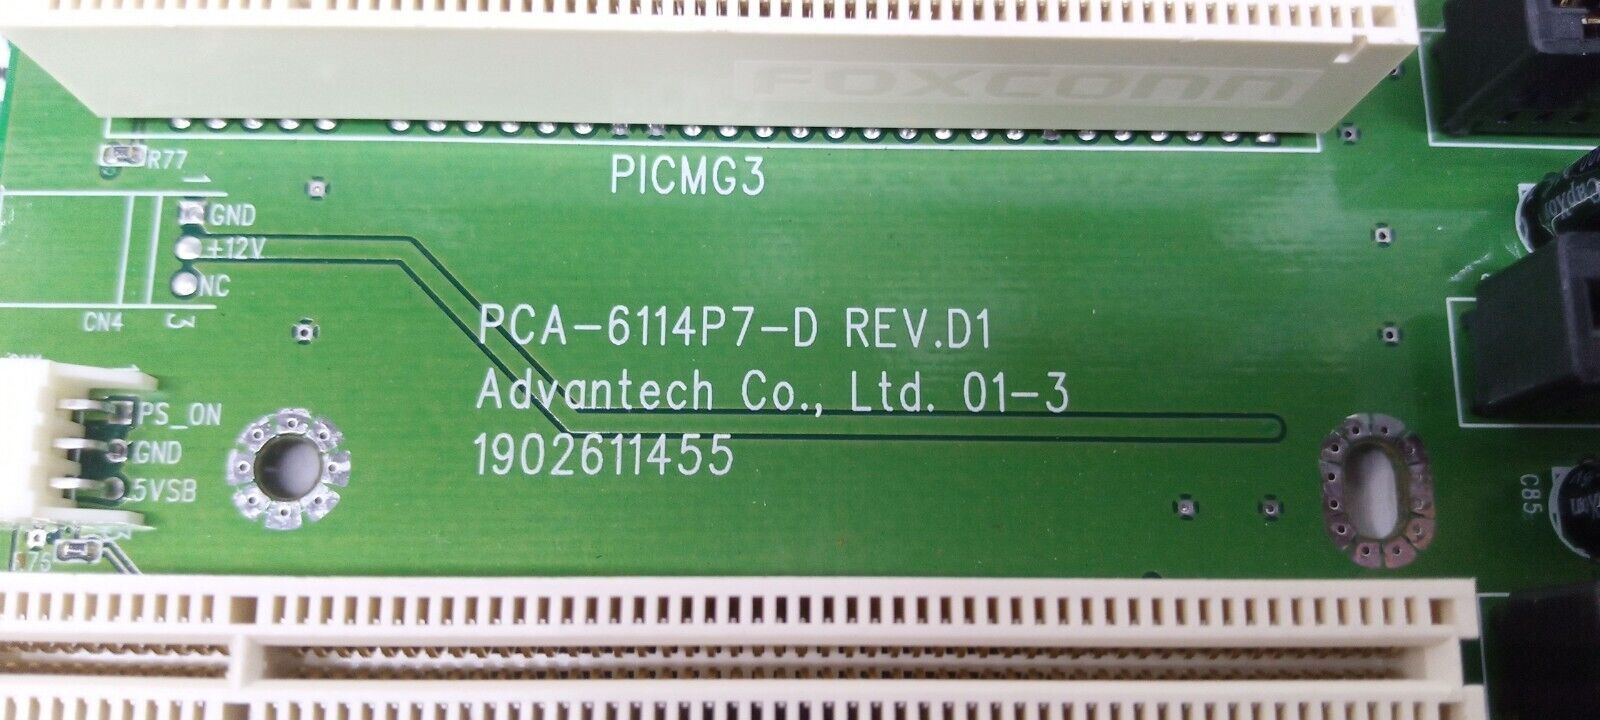 FOXCONN
R77
1
PICMG3
GND
+12V
NC
CN4
3
PCA-6114P7-D REV.D1
Advantech Co., Ltd. 01-3
1902611455
PS_ON
GND
5VSB
C85